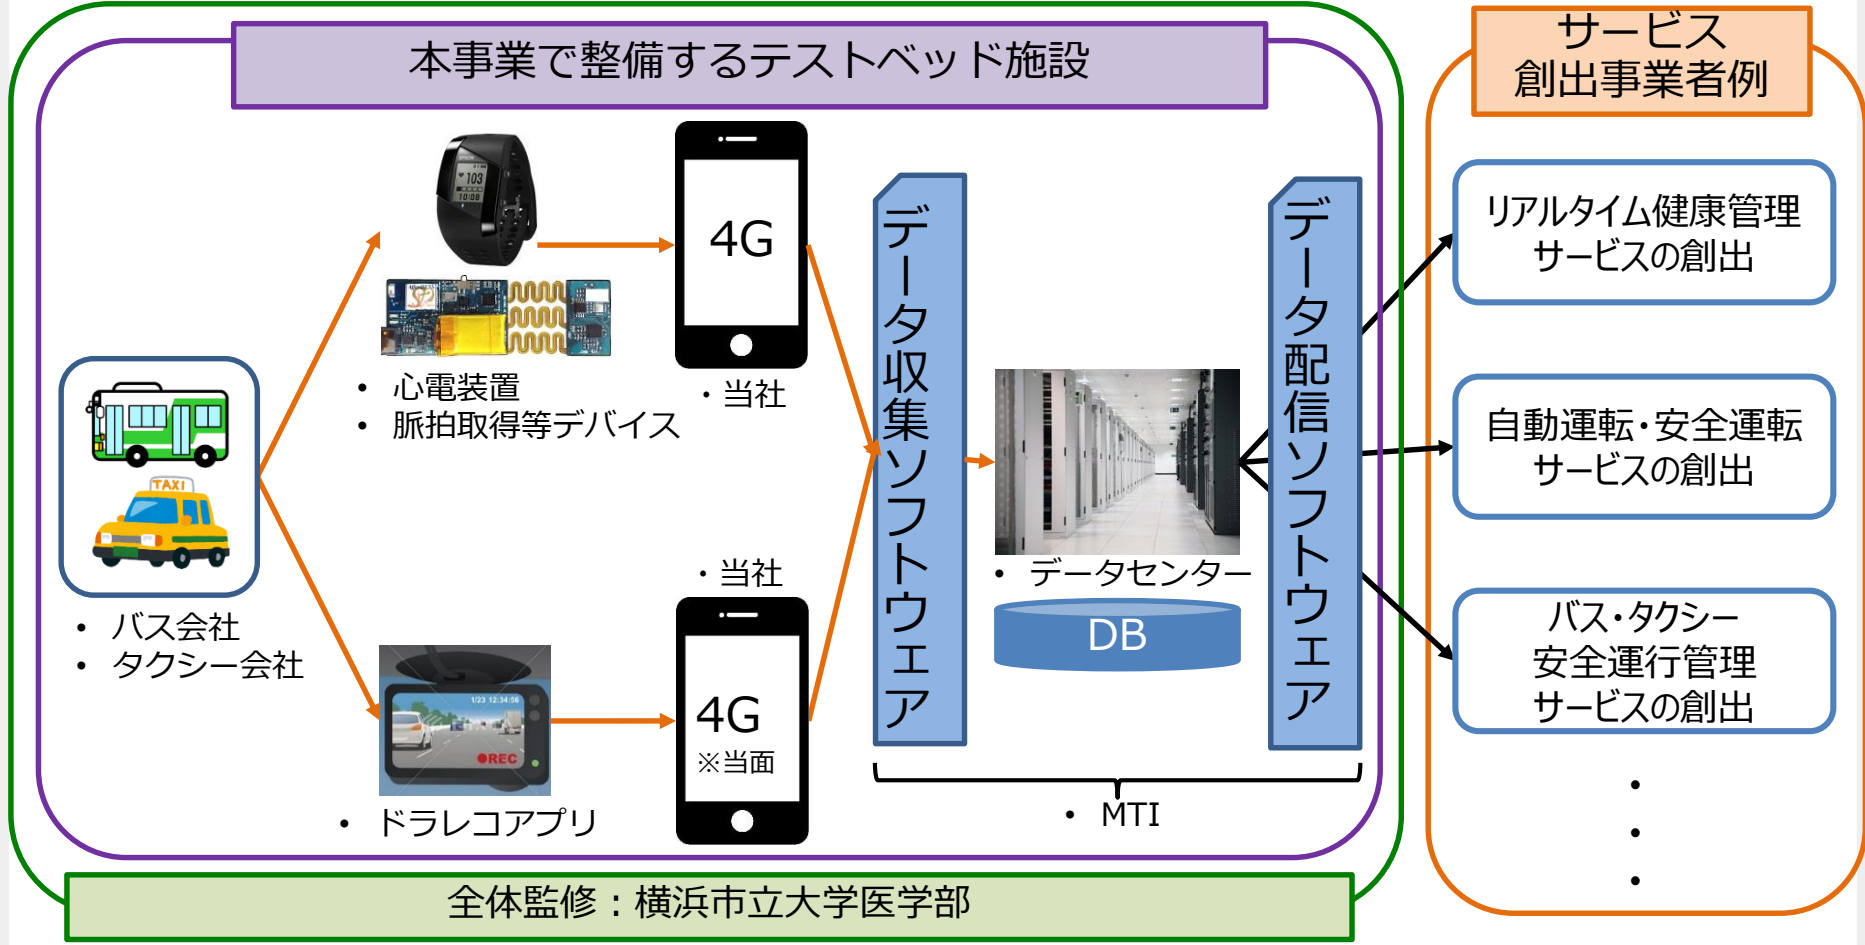 本事業で整備するテストベッド施設
サービス
創出事業者例
103
10:08
4G
・当社
• 心電装置
• 脈拍取得等デバイス
TAXI
• バス会社
• タクシー会社
1/23 12:34:56
●REC
• ドラレコアプリ
・当社
4G
※当面
データ収集ソフトウェア
• データセンター
DB
データ配信ソフトウェア
• MTI
リアルタイム健康管理
サービスの創出
自動運転・安全運転
サービスの創出
バス・タクシー
安全運行管理
サービスの創出
・
・
・
全体監修：横浜市立大学医学部